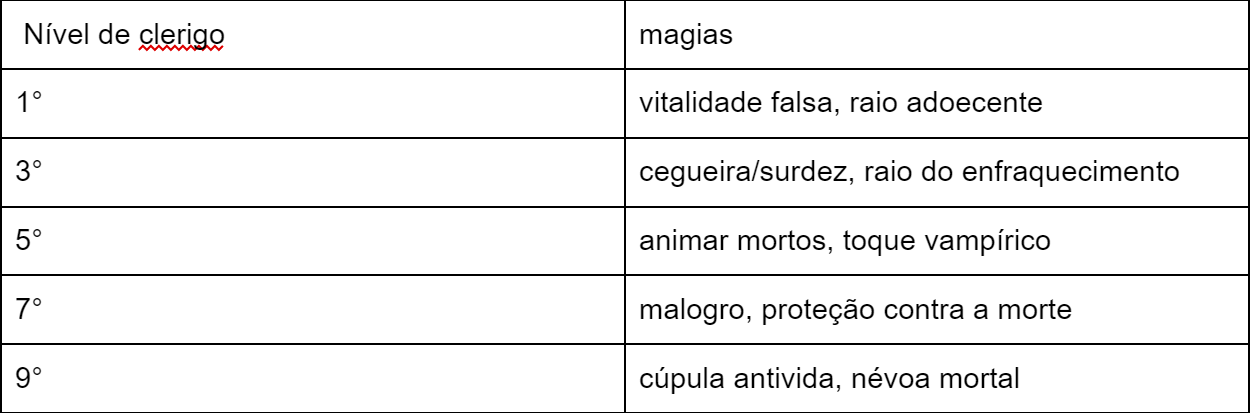 Nível de clerigo magias
1° vitalidade falsa, raio adoecente
3° cegueira/surdez, raio do enfraquecimento
5° animar mortos, toque vampírico
7° malogro, proteção contra a morte
9° cúpula antivida, névoa mortal